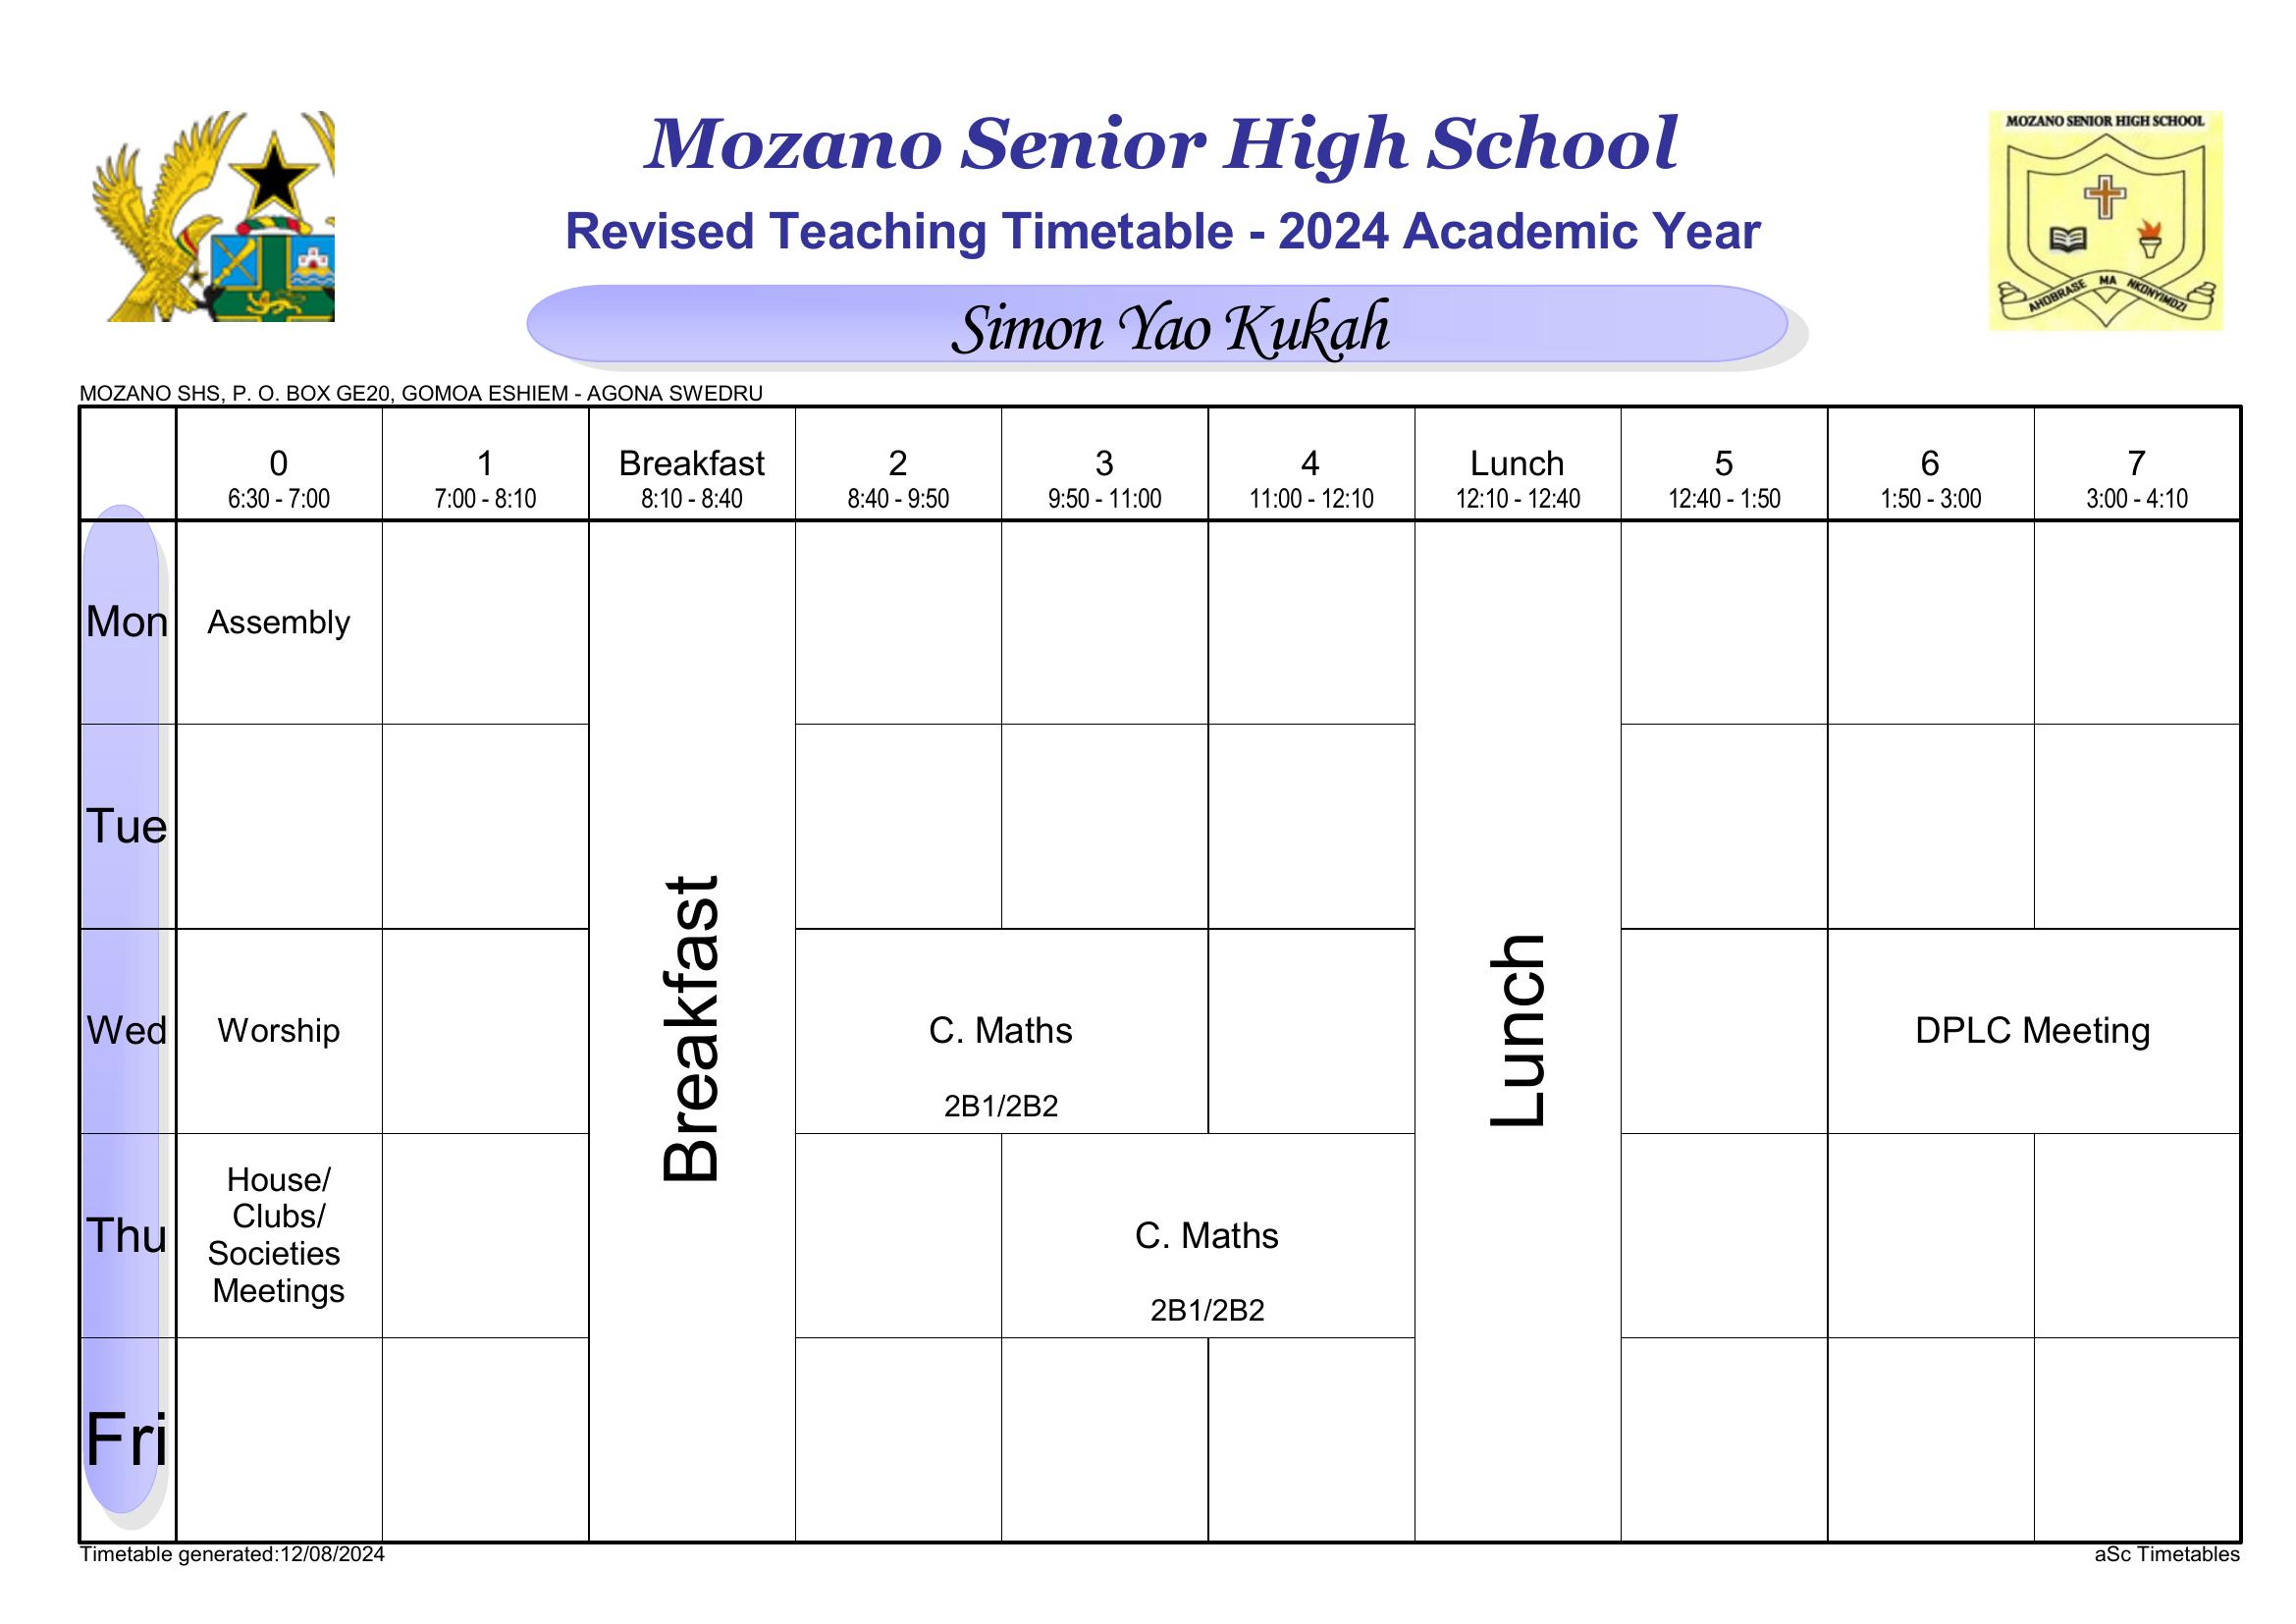 MOZANO SENIOR HIGH SCHOOL
AHOBRASE MA NKONYIMDZI
Mozano Senior High School
Revised Teaching Timetable - 2024 Academic Year
Simon Yao Kukah
MOZANO SHS, P. O. BOX GE20, GOMOA ESHIEM - AGONA SWEDRU
0 1 Breakfast 2 3 4 Lunch 5 6 7
6:30 - 7:00 7:00 - 8:10 8:10 - 8:40 8:40 - 9:50 9:50 - 11:00 11:00 - 12:10 12:10 - 12:40 12:40 - 1:50 1:50 - 3:00 3:00 - 4:10
Mon Assembly
Tue
Breakfast
Lunch
Wed Worship C. Maths DPLC Meeting
2B1/2B2
House/
Clubs/
Thu Societies C. Maths
Meetings
2B1/2B2
Fri
Timetable generated:12/08/2024 aSc Timetables